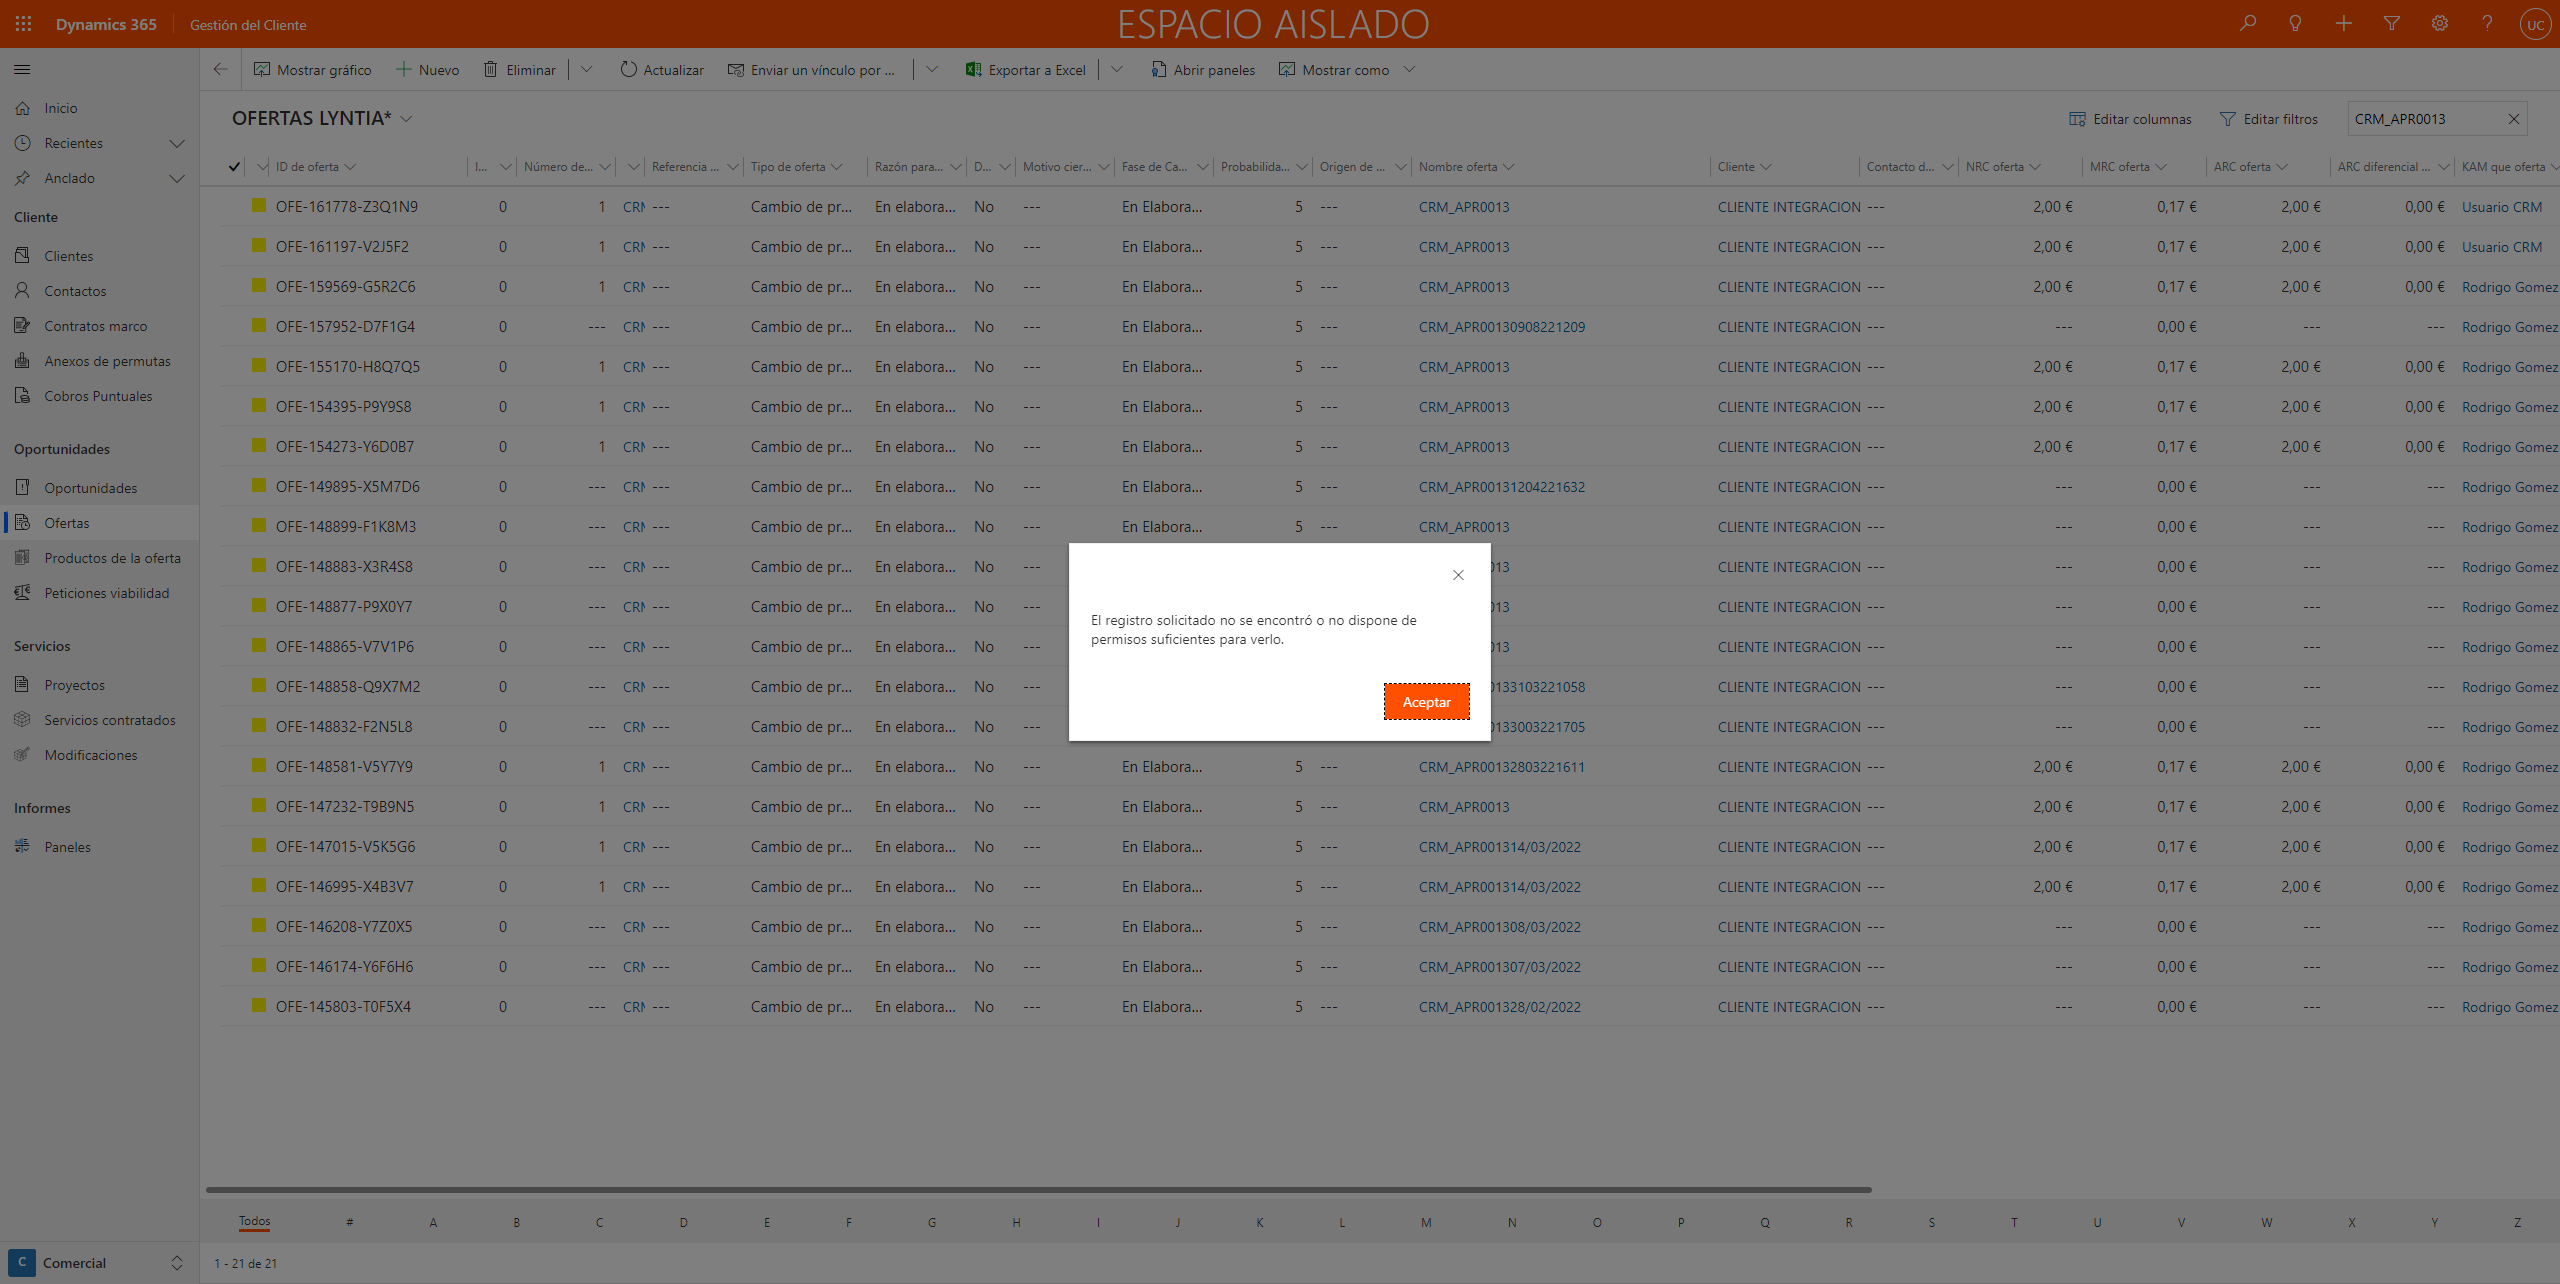 Dynamics 365
Gestión del Cliente
ESPACIO AISLADO
UC
Mostrar gráfico
Nuevo
Eliminar
Actualizar
Enviar un vínculo por ...
Exportar a Excel
Abrir paneles
Mostrar como
Inicio
Recientes
Anclado
Cliente
Clientes
Contactos
Contratos marco
Anexos de permutas
Cobros Puntuales
Oportunidades
Oportunidades
Ofertas
Productos de la oferta
Peticiones viabilidad
Servicios
Proyectos
Servicios contratados
Modificaciones
Informes
Paneles
C Comercial
OFERTAS LYNTIA*
Editar columnas
Editar filtros
CRM_APR0013
ID de oferta I... Número de... Referencia ... Tipo de oferta Razón para... D... Motivo cier... Fase de Ca... Probabilida... Origen de ... Nombre oferta Cliente Contacto d... NRC oferta MRC oferta ARC oferta ARC diferencial ... KAM que oferta
OFE-161778-Z3Q1N9 0 1 CRM --- Cambio de pr... En elabora... No --- En Elabora... 5 --- CRM_APR0013 CLIENTE INTEGRACION --- 2,00 € 0,17 € 2,00 € 0,00 € Usuario CRM
OFE-161197-V2J5F2 0 1 CRM --- Cambio de pr... En elabora... No --- En Elabora... 5 --- CRM_APR0013 CLIENTE INTEGRACION --- 2,00 € 0,17 € 2,00 € 0,00 € Usuario CRM
OFE-159569-G5R2C6 0 1 CRM --- Cambio de pr... En elabora... No --- En Elabora... 5 --- CRM_APR0013 CLIENTE INTEGRACION --- 2,00 € 0,17 € 2,00 € 0,00 € Rodrigo Gomez
OFE-157952-D7F1G4 0 --- CRM --- Cambio de pr... En elabora... No --- En Elabora... 5 --- CRM_APR00130908221209 CLIENTE INTEGRACION --- --- 0,00 € --- --- Rodrigo Gomez
OFE-155170-H8Q7Q5 0 1 CRM --- Cambio de pr... En elabora... No --- En Elabora... 5 --- CRM_APR0013 CLIENTE INTEGRACION --- 2,00 € 0,17 € 2,00 € 0,00 € Rodrigo Gomez
OFE-154395-P9Y9S8 0 1 CRM --- Cambio de pr... En elabora... No --- En Elabora... 5 --- CRM_APR0013 CLIENTE INTEGRACION --- 2,00 € 0,17 € 2,00 € 0,00 € Rodrigo Gomez
OFE-154273-Y6D0B7 0 1 CRM --- Cambio de pr... En elabora... No --- En Elabora... 5 --- CRM_APR0013 CLIENTE INTEGRACION --- 2,00 € 0,17 € 2,00 € 0,00 € Rodrigo Gomez
OFE-149895-X5M7D6 0 --- CRM --- Cambio de pr... En elabora... No --- En Elabora... 5 --- CRM_APR00131204221632 CLIENTE INTEGRACION --- --- 0,00 € --- --- Rodrigo Gomez
OFE-148899-F1K8M3 0 --- CRM --- Cambio de pr... En elabora... No --- En Elabora... 5 --- CRM_APR0013 CLIENTE INTEGRACION --- --- 0,00 € --- --- Rodrigo Gomez
OFE-148883-X3R4S8 0 --- CRM --- Cambio de pr... En elabora... No --- 013 CLIENTE INTEGRACION --- --- 0,00 € --- --- Rodrigo Gomez
OFE-148877-P9X0Y7 0 --- CRM --- Cambio de pr... En elabora... No --- 013 CLIENTE INTEGRACION --- --- 0,00 € --- --- Rodrigo Gomez
OFE-148865-V7V1P6 0 --- CRM --- Cambio de pr... En elabora... No --- 013 CLIENTE INTEGRACION --- --- 0,00 € --- --- Rodrigo Gomez
OFE-148858-Q9X7M2 0 --- CRM --- Cambio de pr... En elabora... No --- 0133103221058 CLIENTE INTEGRACION --- --- 0,00 € --- --- Rodrigo Gomez
OFE-148832-F2N5L8 0 --- CRM --- Cambio de pr... En elabora... No --- 0133003221705 CLIENTE INTEGRACION --- --- 0,00 € --- --- Rodrigo Gomez
OFE-148581-V5Y7Y9 0 1 CRM --- Cambio de pr... En elabora... No --- En Elabora... 5 --- CRM_APR00132803221611 CLIENTE INTEGRACION --- 2,00 € 0,17 € 2,00 € 0,00 € Rodrigo Gomez
OFE-147232-T9B9N5 0 1 CRM --- Cambio de pr... En elabora... No --- En Elabora... 5 --- CRM_APR0013 CLIENTE INTEGRACION --- 2,00 € 0,17 € 2,00 € 0,00 € Rodrigo Gomez
OFE-147015-V5K5G6 0 1 CRM --- Cambio de pr... En elabora... No --- En Elabora... 5 --- CRM_APR001314/03/2022 CLIENTE INTEGRACION --- 2,00 € 0,17 € 2,00 € 0,00 € Rodrigo Gomez
OFE-146995-X4B3V7 0 1 CRM --- Cambio de pr... En elabora... No --- En Elabora... 5 --- CRM_APR001314/03/2022 CLIENTE INTEGRACION --- 2,00 € 0,17 € 2,00 € 0,00 € Rodrigo Gomez
OFE-146208-Y7Z0X5 0 --- CRM --- Cambio de pr... En elabora... No --- En Elabora... 5 --- CRM_APR001308/03/2022 CLIENTE INTEGRACION --- --- 0,00 € --- --- Rodrigo Gomez
OFE-146174-Y6F6H6 0 --- CRM --- Cambio de pr... En elabora... No --- En Elabora... 5 --- CRM_APR001307/03/2022 CLIENTE INTEGRACION --- --- 0,00 € --- --- Rodrigo Gomez
OFE-145803-T0F5X4 0 --- CRM --- Cambio de pr... En elabora... No --- En Elabora... 5 --- CRM_APR001328/02/2022 CLIENTE INTEGRACION --- --- 0,00 € --- --- Rodrigo Gomez
El registro solicitado no se encontró o no dispone de
permisos suficientes para verlo.
Aceptar
Todos # A B C D E F G H I J K L M N O P Q R S T U V W X Y Z
1 - 21 de 21